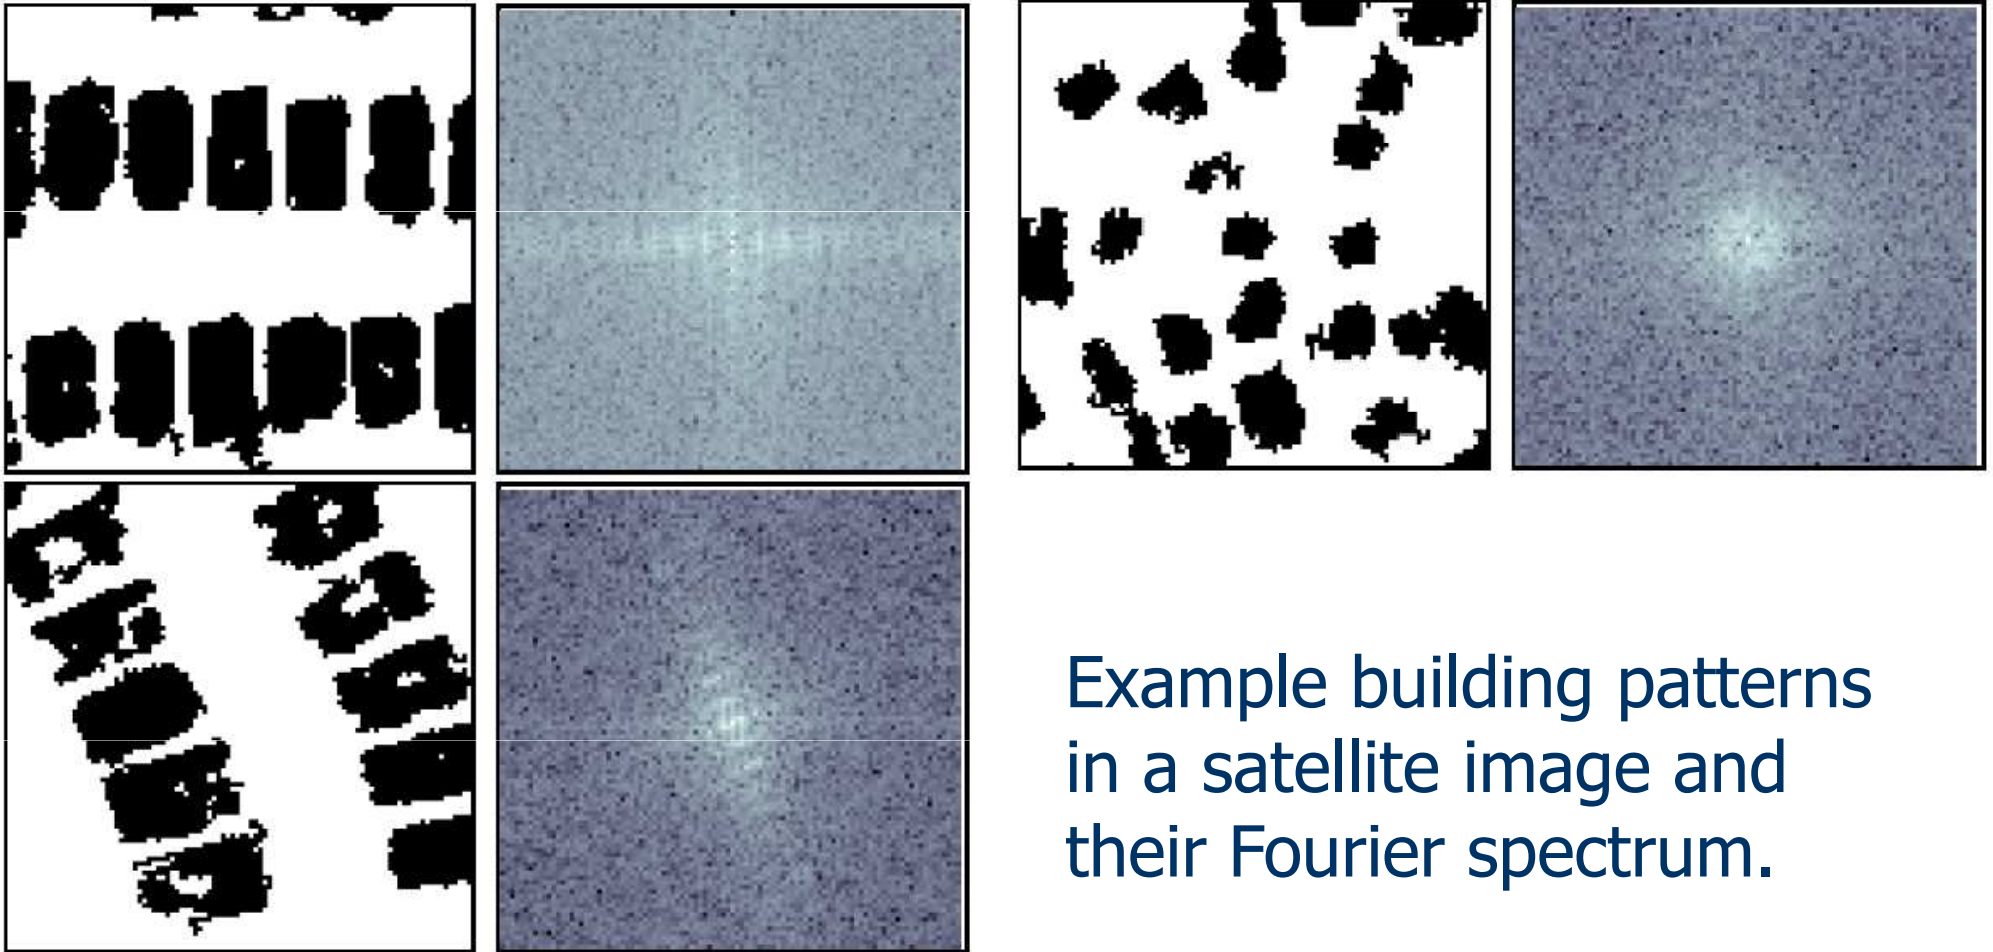 Example building patterns
in a satellite image and
their Fourier spectrum.